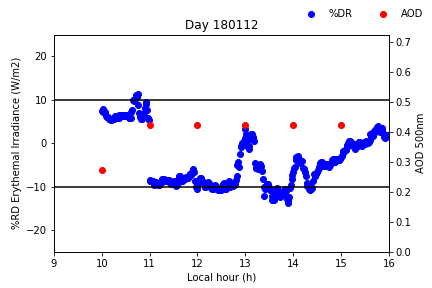 %DR AOD
Day 180112
%RD Erythemal Irradiance (W/m2)
20
10
0
−10
−20
9 10 11 12 13 14 15 16
Local hour (h)
0.7
0.6
0.5
0.4
0.3
0.2
0.1
0.0
AOD 500nm